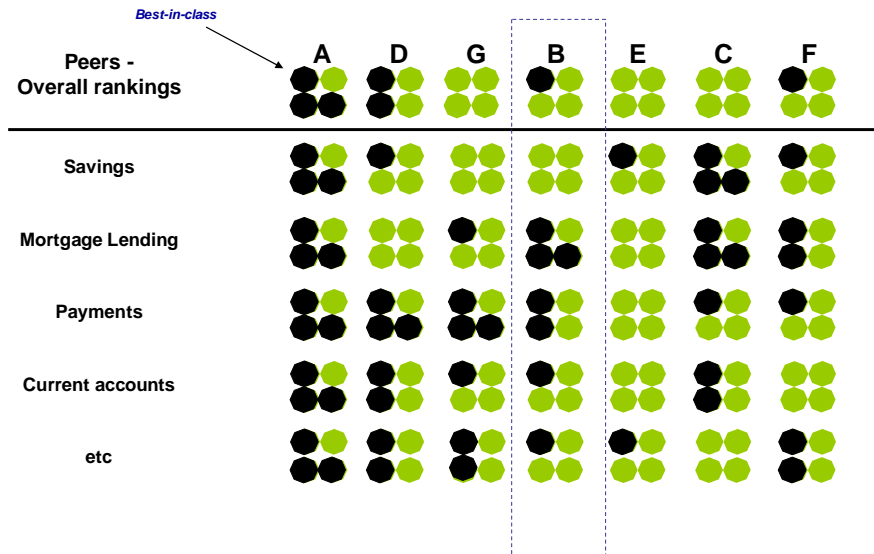 Best-in-class
Peers -
Overall rankings
A D G B E C F
Savings
Mortgage Lending
Payments
Current accounts
etc